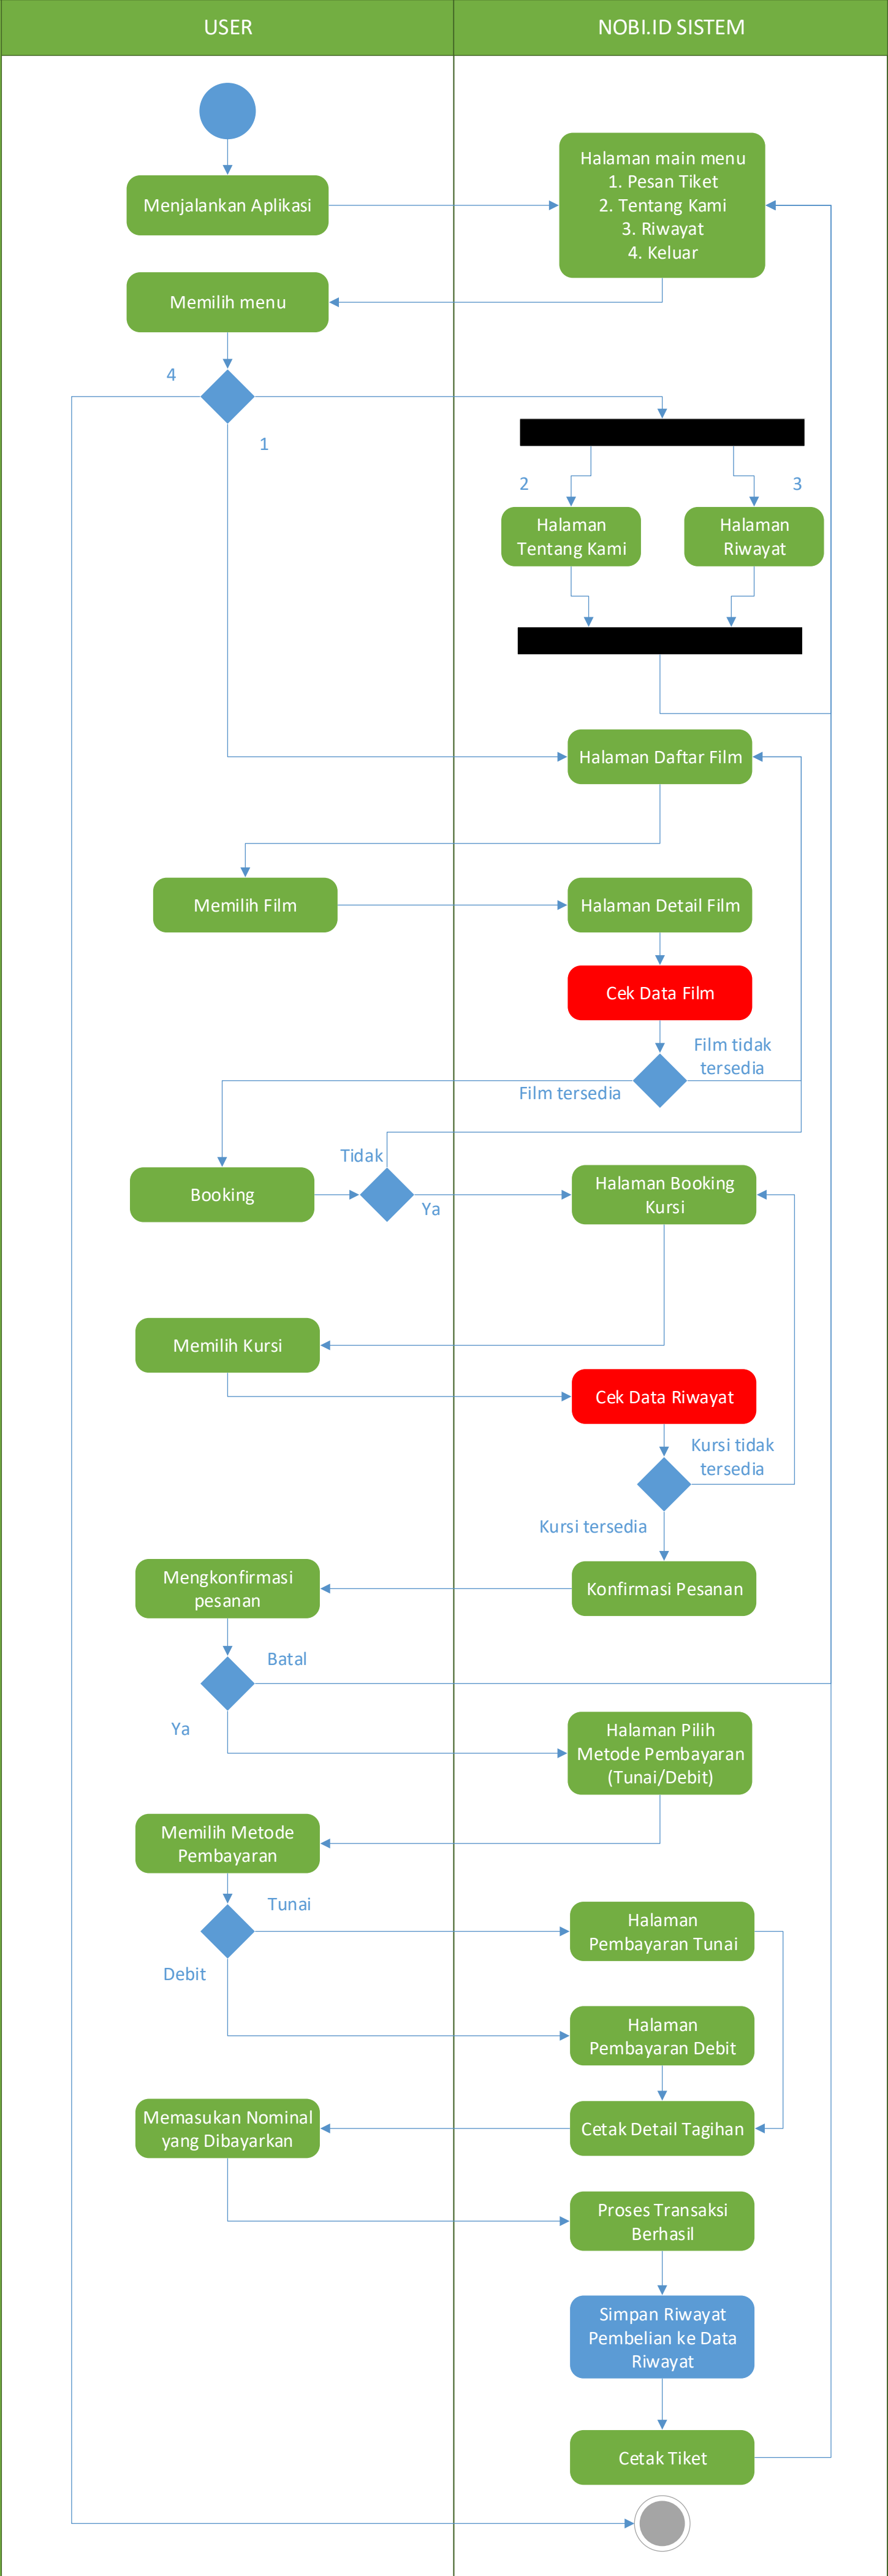 USER
NOBI.ID SISTEM
Menjalankan Aplikasi
Halaman main menu
1. Pesan Tiket
2. Tentang Kami
3. Riwayat
4. Keluar
Memilih menu
4
1
2
3
Halaman
Tentang Kami
Halaman
Riwayat
Halaman Daftar Film
Memilih Film
Halaman Detail Film
Cek Data Film
Film tidak
tersedia
Film tersedia
Tidak
Booking
Ya
Halaman Booking
Kursi
Memilih Kursi
Cek Data Riwayat
Kursi tidak
tersedia
Kursi tersedia
Mengkonfirmasi
pesanan
Konfirmasi Pesanan
Batal
Ya
Halaman Pilih
Metode Pembayaran
(Tunai/Debit)
Memilih Metode
Pembayaran
Tunai
Halaman
Pembayaran Tunai
Debit
Halaman
Pembayaran Debit
Memasukan Nominal
yang Dibayarkan
Cetak Detail Tagihan
Proses Transaksi
Berhasil
Simpan Riwayat
Pembelian ke Data
Riwayat
Cetak Tiket